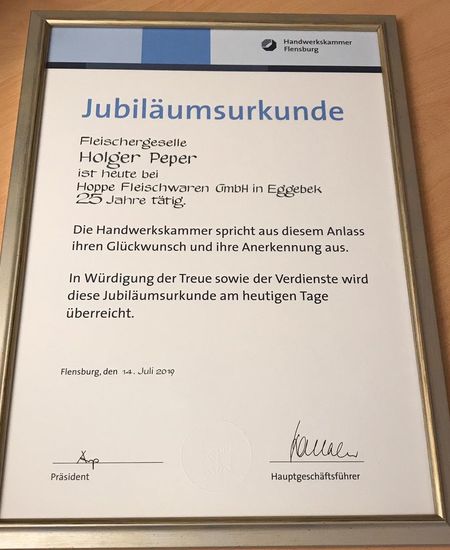 Handwerkskammer
Flensburg
Jubiläumsurkunde
Fleischergeselle
Holger Peper
ist heute bei
Hoppe Fleischwaren GmbH in Eggebek
25 Jahre tätig.
Die Handwerkskammer spricht aus diesem Anlass
ihren Glückwunsch und ihre Anerkennung aus.
In Würdigung der Treue sowie der Verdienste wird
diese Jubiläumsurkunde am heutigen Tage
überreicht.
Flensburg, den 14. Juli 2019
Präsident
Hauptgeschäftsführer